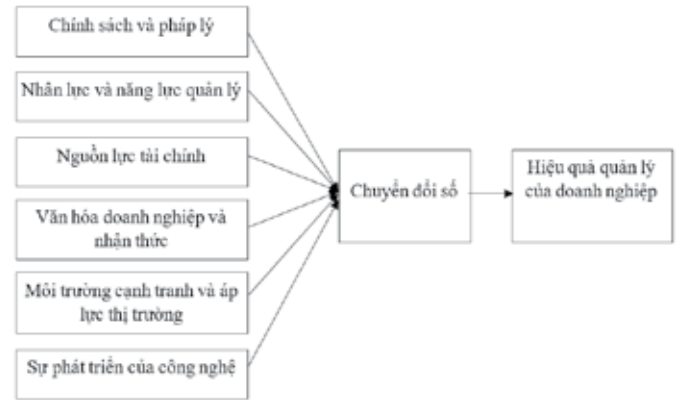 Chính sách và pháp lý
Nhân lực và năng lực quản lý
Nguồn lực tài chính
Văn hóa doanh nghiệp và
nhận thức
Môi trường cạnh tranh và áp
lực thị trường
Sự phát triển của công nghệ
Chuyển đổi số
Hiệu quả quản lý
của doanh nghiệp